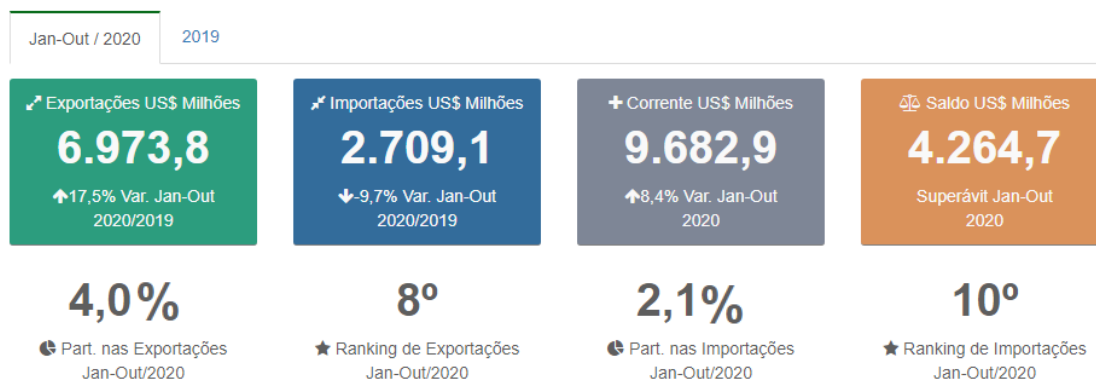 Jan-Out / 2020
2019
Exportações US$ Milhões
6.973,8
17,5% Var. Jan-Out
2020/2019
Importações US$ Milhões
2.709,1
-9,7% Var. Jan-Out
2020/2019
Corrente US$ Milhões
9.682,9
8,4% Var. Jan-Out
2020
Saldo US$ Milhões
4.264,7
Superávit Jan-Out
2020
4,0%
Part. nas Exportações
Jan-Out/2020
8º
Ranking de Exportações
Jan-Out/2020
2,1%
Part. nas Importações
Jan-Out/2020
10º
Ranking de Importações
Jan-Out/2020